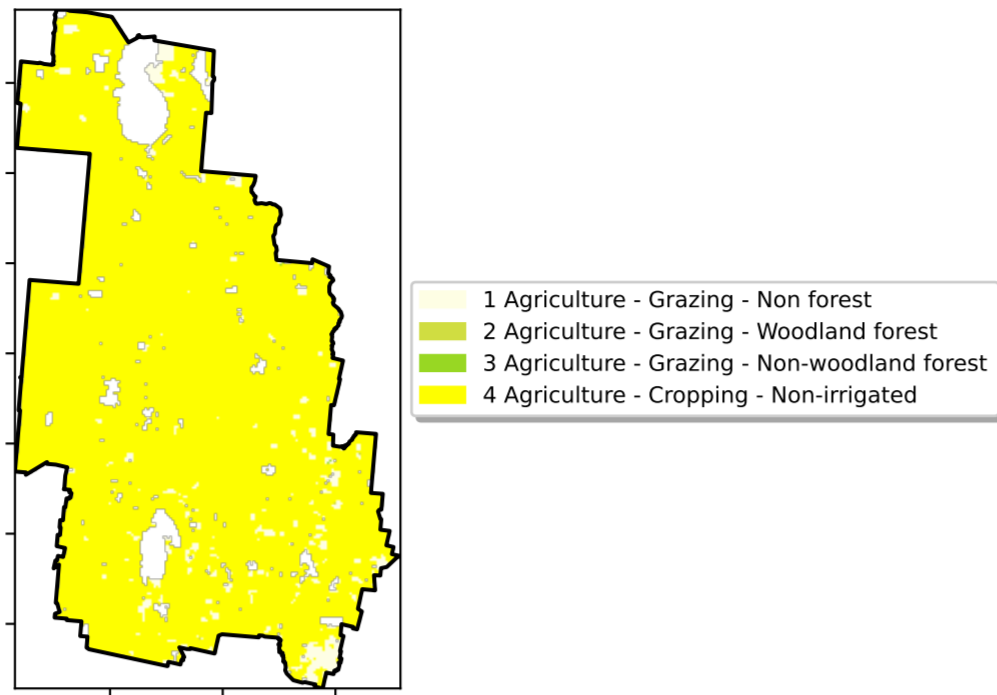 1 Agriculture - Grazing - Non forest
2 Agriculture - Grazing - Woodland forest
3 Agriculture - Grazing - Non-woodland forest
4 Agriculture - Cropping - Non-irrigated